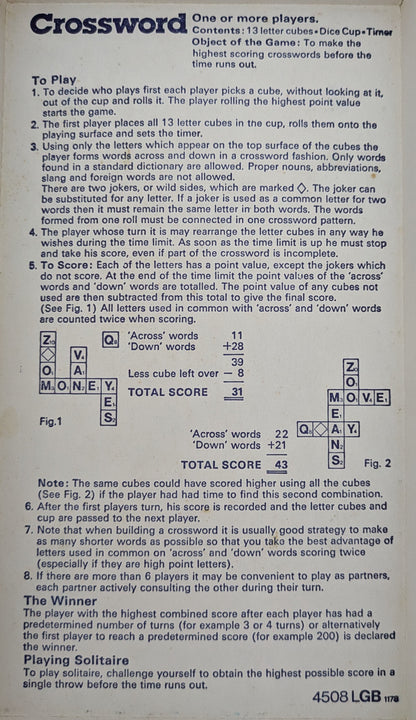 Crossword
One or more players.
Contents: 13 letter cubes • Dice Cup • Timer
Object of the Game: To make the
highest scoring crosswords before the
time runs out.
To Play
1. To decide who plays first each player picks a cube, without looking at it,
out of the cup and rolls it. The player rolling the highest point value
starts the game.
2. The first player places all 13 letter cubes in the cup, rolls them onto the
playing surface and sets the timer.
3. Using only the letters which appear on the top surface of the cubes the
player forms words across and down in a crossword fashion. Only words
found in a standard dictionary are allowed. Proper nouns, abbreviations,
slang and foreign words are not allowed.
There are two jokers, or wild sides, which are marked ◇. The joker can
be substituted for any letter. If a joker is used as a common letter for two
words then it must remain the same letter in both words. The words
formed from one roll must be connected in one crossword pattern.
4. The player whose turn it is may rearrange the letter cubes in any way he
wishes during the time limit. As soon as the time limit is up he must stop
and take his score, even if part of the crossword is incomplete.
5. To Score: Each of the letters has a point value, except the jokers which
do not score. At the end of the time limit the point values of the 'across'
words and 'down' words are totalled. The point value of any cubes not
used are then subtracted from this total to give the final score.
(See Fig. 1) All letters used in common with 'across' and 'down' words
are counted twice when scoring.
Z ◇ O M
V A N
Q
M O N E Y
Y E S
Fig.1
'Across' words 11
'Down' words +28
39
Less cube left over − 8
TOTAL SCORE 31
Z O O
M O V E
M E A N S
Q ◇ A Y
'Across' words 22
'Down' words +21
TOTAL SCORE 43
Fig. 2
Note: The same cubes could have scored higher using all the cubes
(See Fig. 2) if the player had had time to find this second combination.
6. After the first players turn, his score is recorded and the letter cubes and
cup are passed to the next player.
7. Note that when building a crossword it is usually good strategy to make
as many shorter words as possible so that you take the best advantage of
letters used in common on 'across' and 'down' words scoring twice
(especially if they are high point letters).
8. If there are more than 6 players it may be convenient to play as partners,
each partner actively consulting the other during their turn.
The Winner
The player with the highest combined score after each player has had a
predetermined number of turns (for example 3 or 4 turns) or alternatively
the first player to reach a predetermined score (for example 200) is declared
the winner.
Playing Solitaire
To play solitaire, challenge yourself to obtain the highest possible score in a
single throw before the time runs out.
4508 LGB 1178